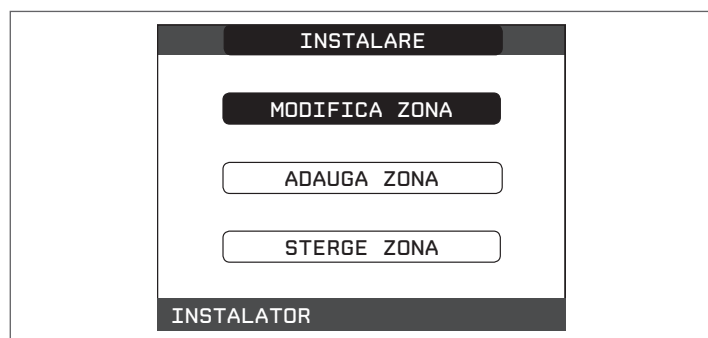 INSTALARE
MODIFICA ZONA
ADAUGA ZONA
STERGE ZONA
INSTALATOR